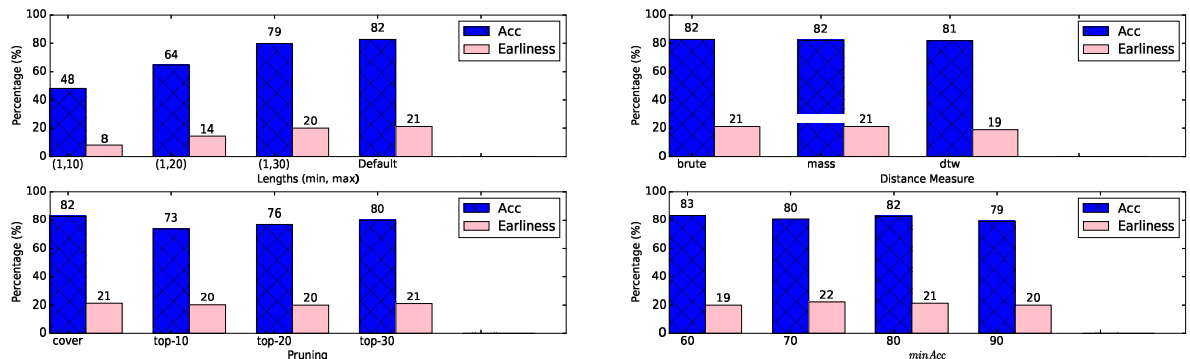 100
80
60
40
20
0
Percentage (%)
48
8
64
14
79
20
82
21
Acc
Earliness
(1,10) (1,20) (1,30) Default
Lengths (min, max)
100
80
60
40
20
0
Percentage (%)
82
21
82
21
81
19
Acc
Earliness
brute mass dtw
Distance Measure
100
80
60
40
20
0
Percentage (%)
82
21
73
20
76
20
80
21
Acc
Earliness
cover top-10 top-20 top-30
Pruning
100
80
60
40
20
0
Percentage (%)
83
19
80
22
82
21
79
20
Acc
Earliness
60 70 80 90
minAcc